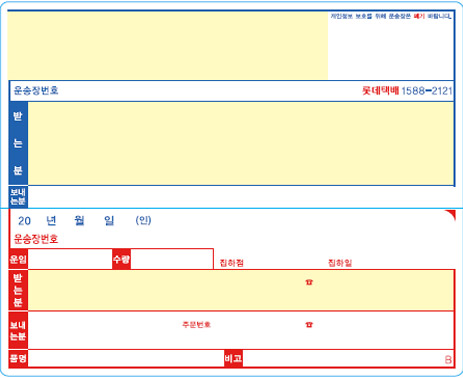 개인정보 보호를 위해 운송장은 폐기 바랍니다.
운송장번호 롯데택배 1588-2121
받는분
보내는분
20 년 월 일 (인)
운송장번호
운임 수량 집하점 집하일
받는분 ☎
보내는분 주문번호 ☎
품명 비고 B